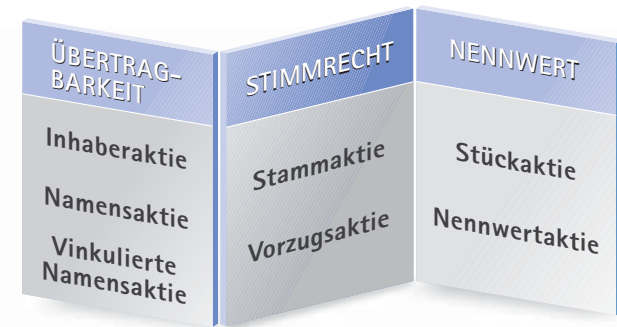 ÜBERTRAG-
BARKEIT
Inhaberaktie
Namensaktie
Vinkulierte
Namensaktie
STIMMRECHT
Stammaktie
Vorzugsaktie
NENNWERT
Stückaktie
Nennwertaktie